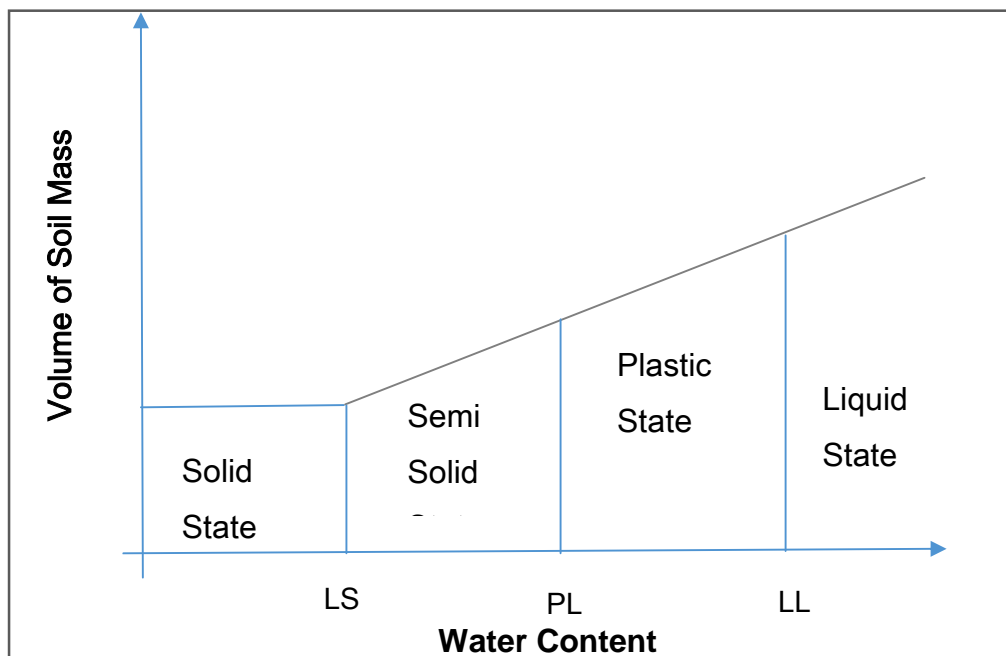 Volume of Soil Mass
Solid
State
Semi
Solid
Plastic
State
Liquid
State
LS
PL
LL
Water Content